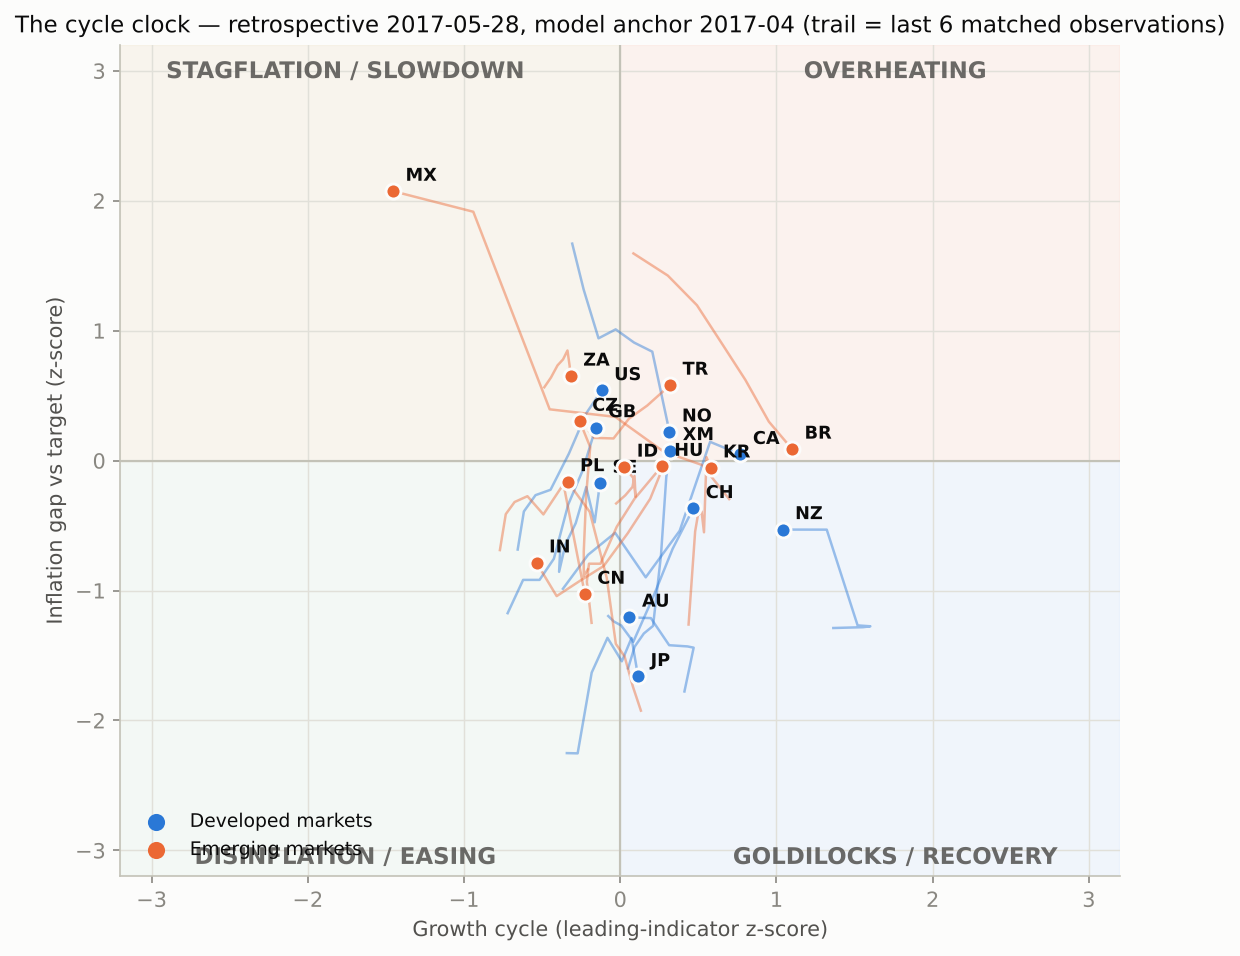 The cycle clock — retrospective 2017-05-28, model anchor 2017-04 (trail = last 6 matched observations)
STAGFLATION / SLOWDOWN
OVERHEATING
3
2
1
0
−1
−2
−3
Inflation gap vs target (z-score)
MX
ZA
US
TR
CZ
GB
NO
XM
CA
BR
ID
HU
KR
PL
SE
CH
NZ
IN
CN
AU
JP
Developed markets
Emerging markets
DISINFLATION / EASING
GOLDILOCKS / RECOVERY
−3
−2
−1
0
1
2
3
Growth cycle (leading-indicator z-score)